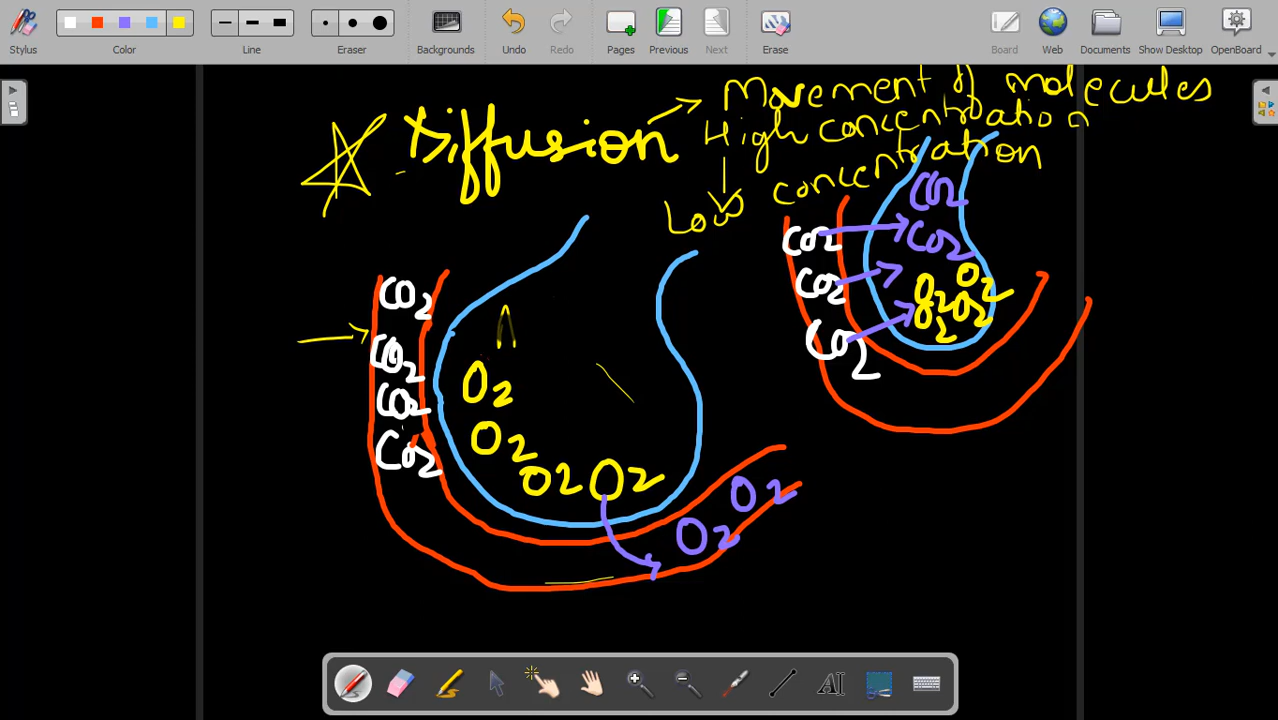 Stylus
Color
Line
Eraser
Backgrounds
Undo
Redo
Pages
Previous
Next
Erase
Board
Web
Documents
Show Desktop
OpenBoard
Diffusion → Movement of molecules
High concentration
↓
Low concentration
CO2
CO2
CO2
CO2
O2
O2
O2 O2
O2
O2
CO2
CO2
CO2
CO2
CO2
O2 O2
O2 O2
AI